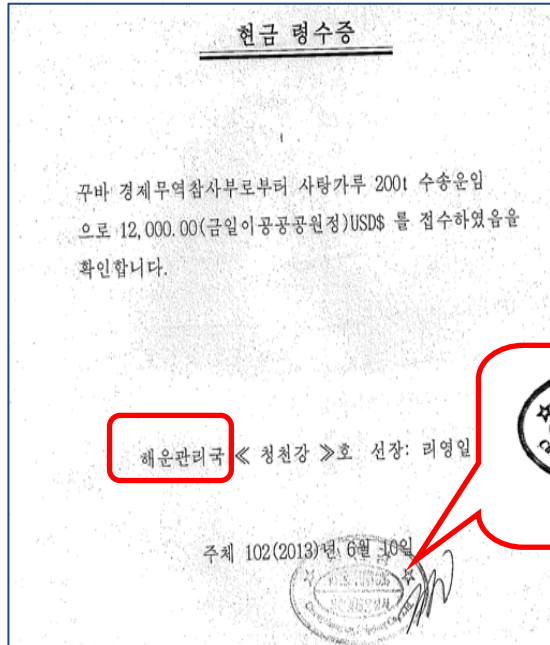 현금 령수증
꾸바 경제무역참사부로부터 사탕가루 200t 수송운임
으로 12,000.00(금일이공공공원정)USD$ 를 접수하였음을
확인합니다.
해운관리국 ≪ 청천강 ≫호 선장: 리영일
주체 102(2013)년 6월 10일